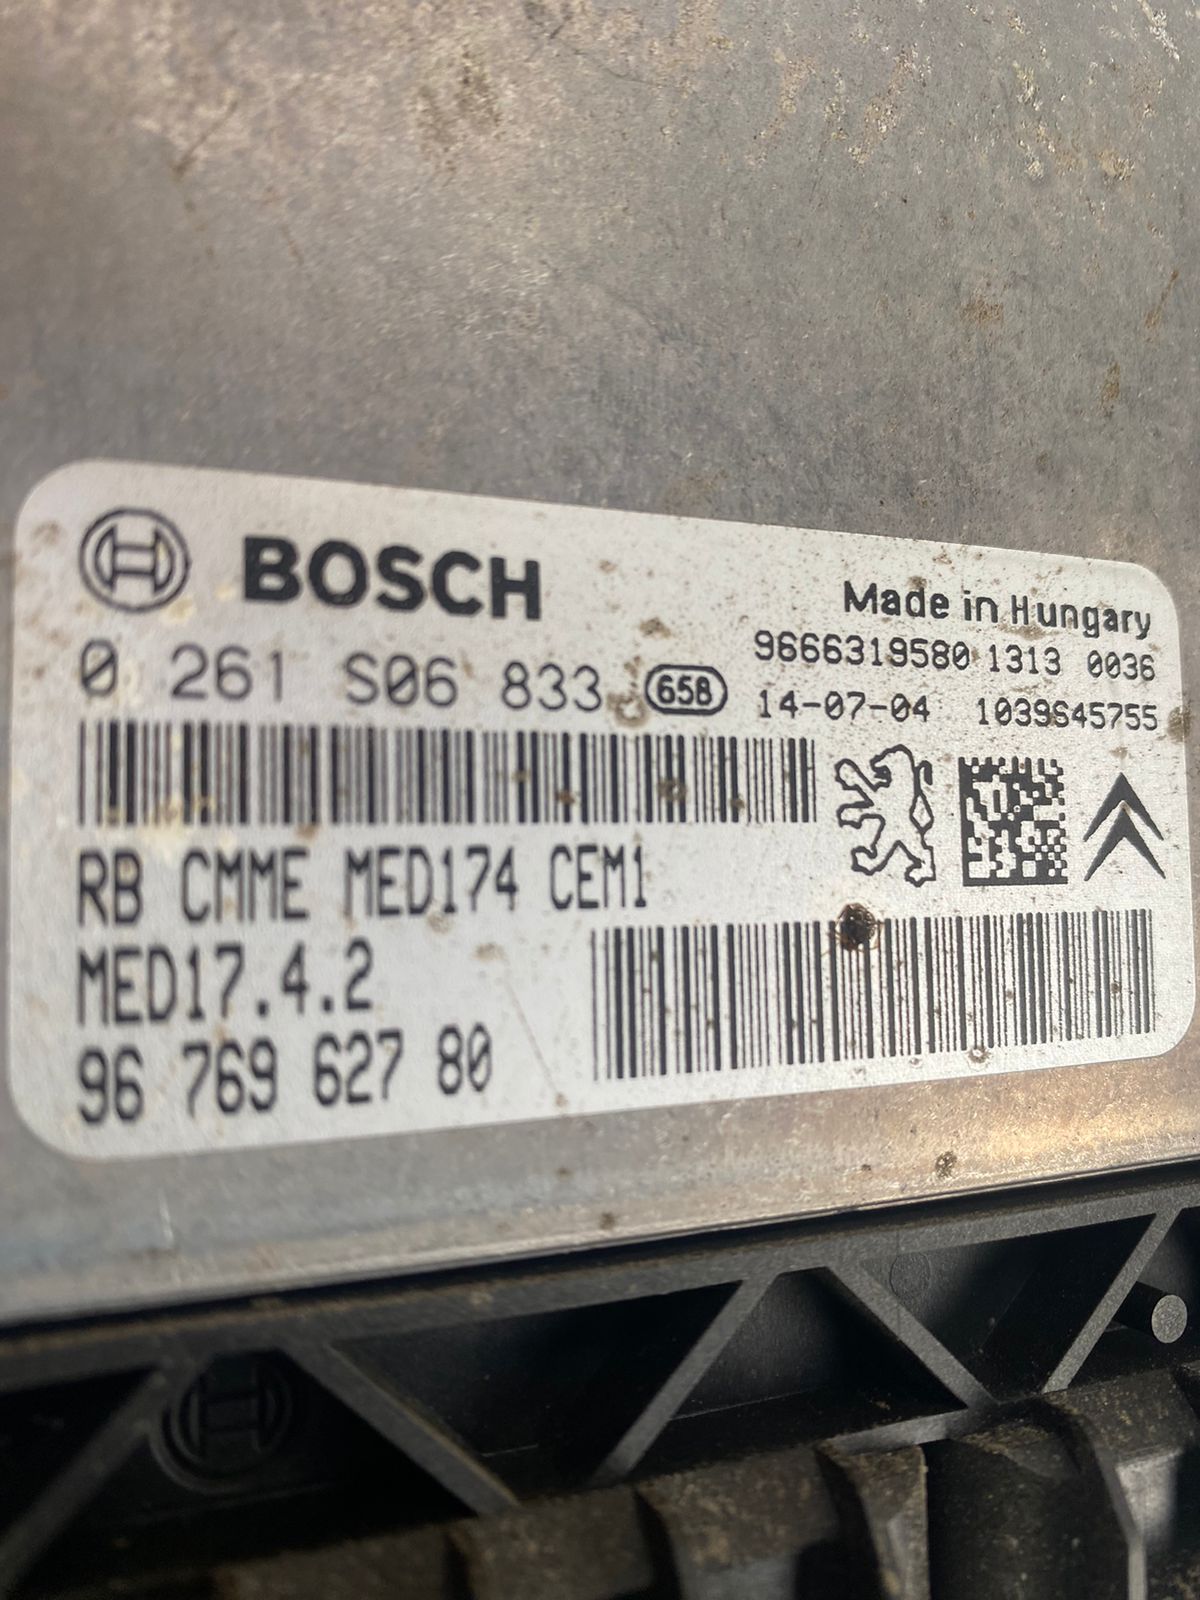 BOSCH
Made in Hungary
0 261 S06 833 658
9666319580 1313 0036
14-07-04 1039S45755
RB CMME MED174 CEM1
MED17.4.2
96 769 627 80